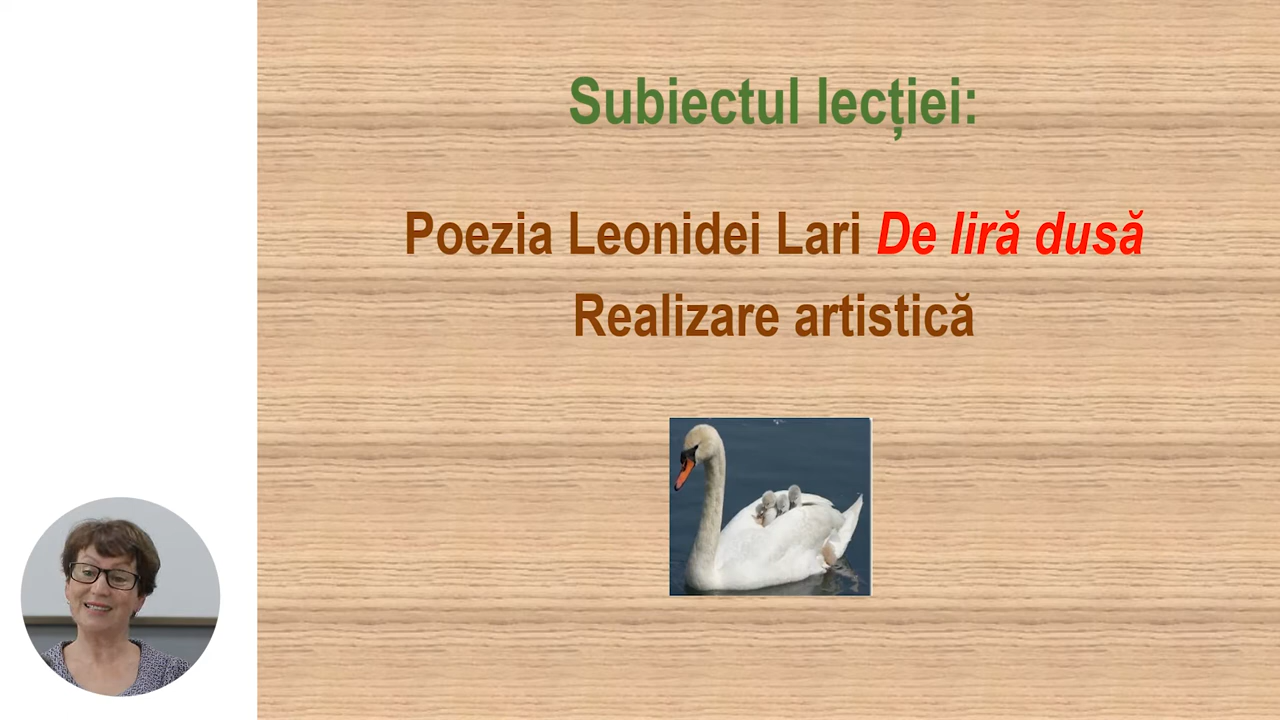 Subiectul lecției:
Poezia Leonidei Lari De liră dusă
Realizare artistică